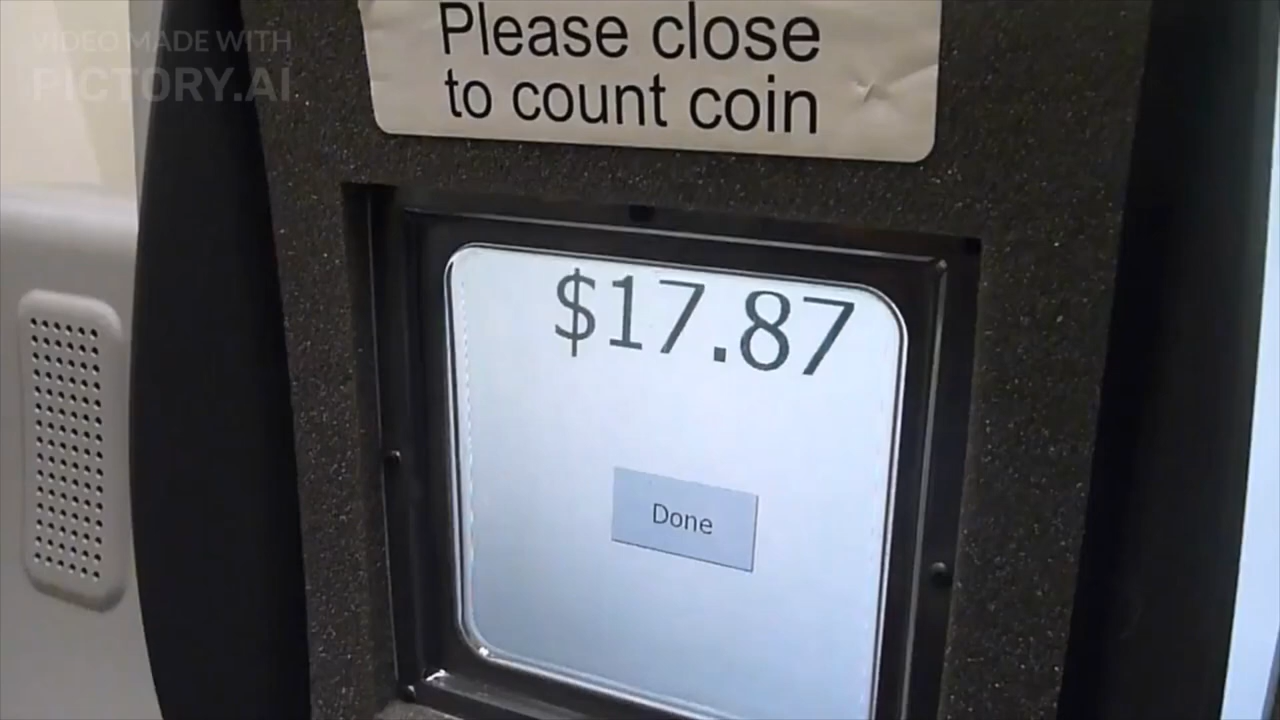 VIDEO MADE WITH
PICTORY.AI
Please close
to count coin
$17.87
Done